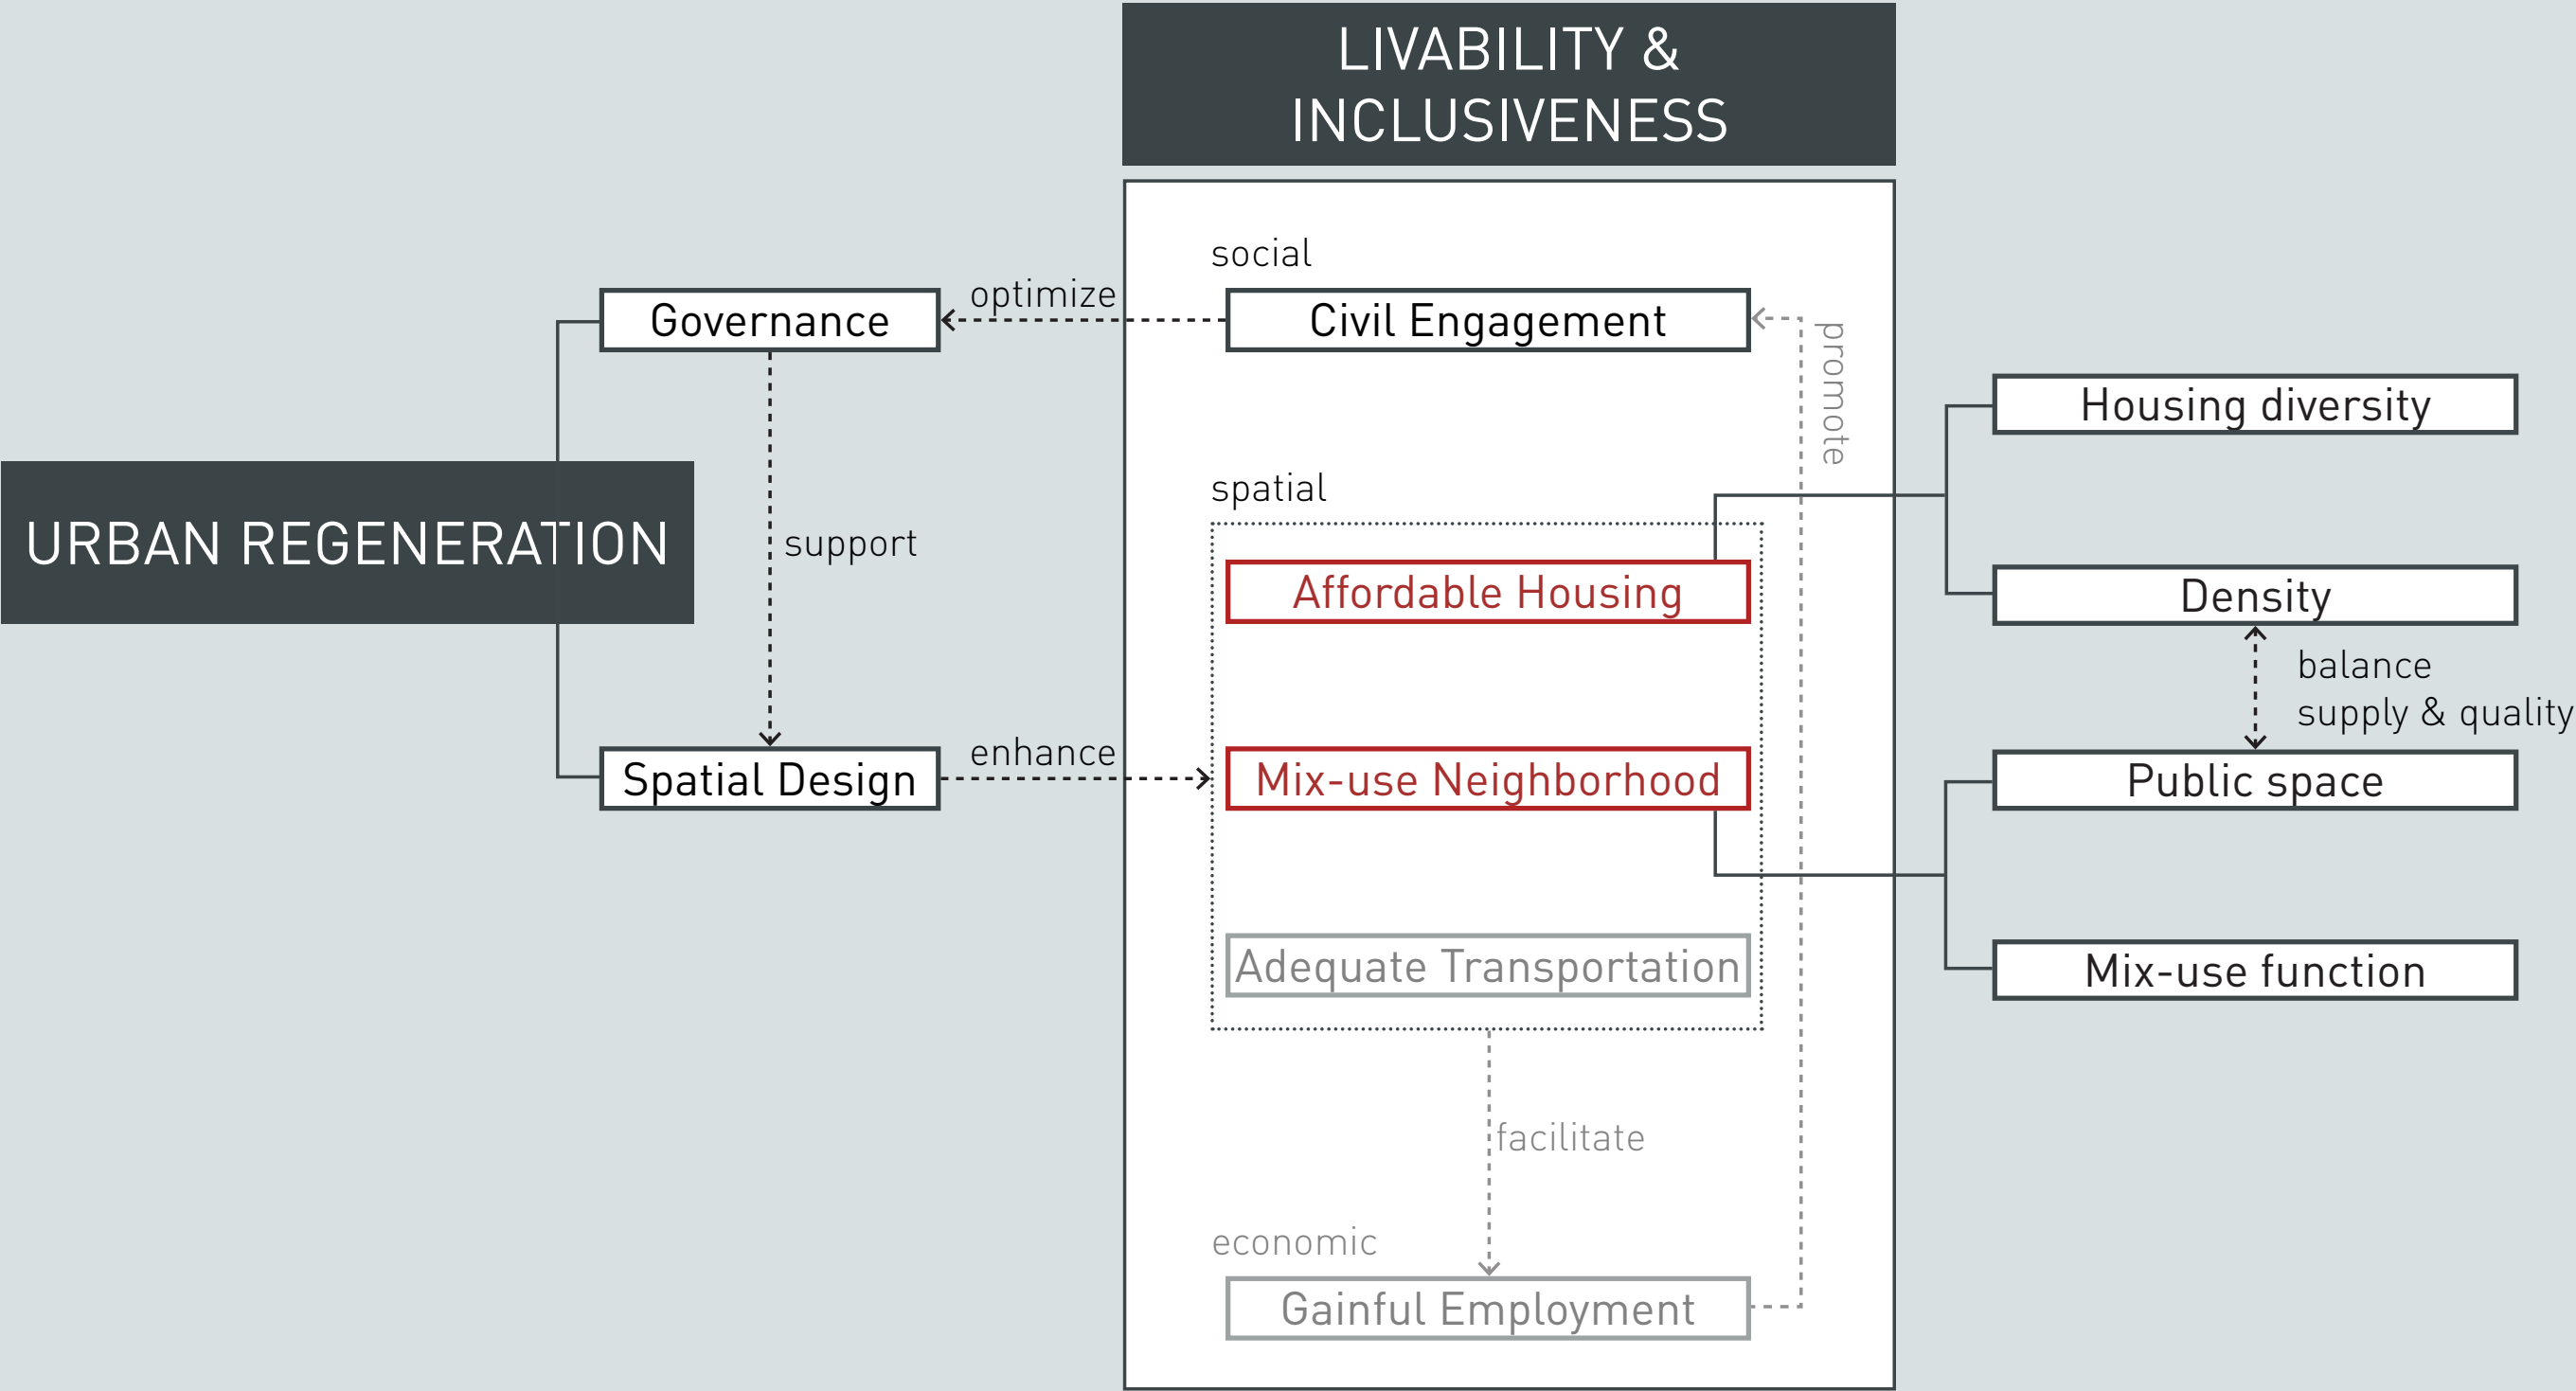 LIVABILITY &
INCLUSIVENESS
social
optimize
Governance
Civil Engagement
promote
Housing diversity
spatial
URBAN REGENERATION
support
Affordable Housing
Density
balance
supply & quality
enhance
Spatial Design
Mix-use Neighborhood
Public space
Adequate Transportation
Mix-use function
facilitate
economic
Gainful Employment